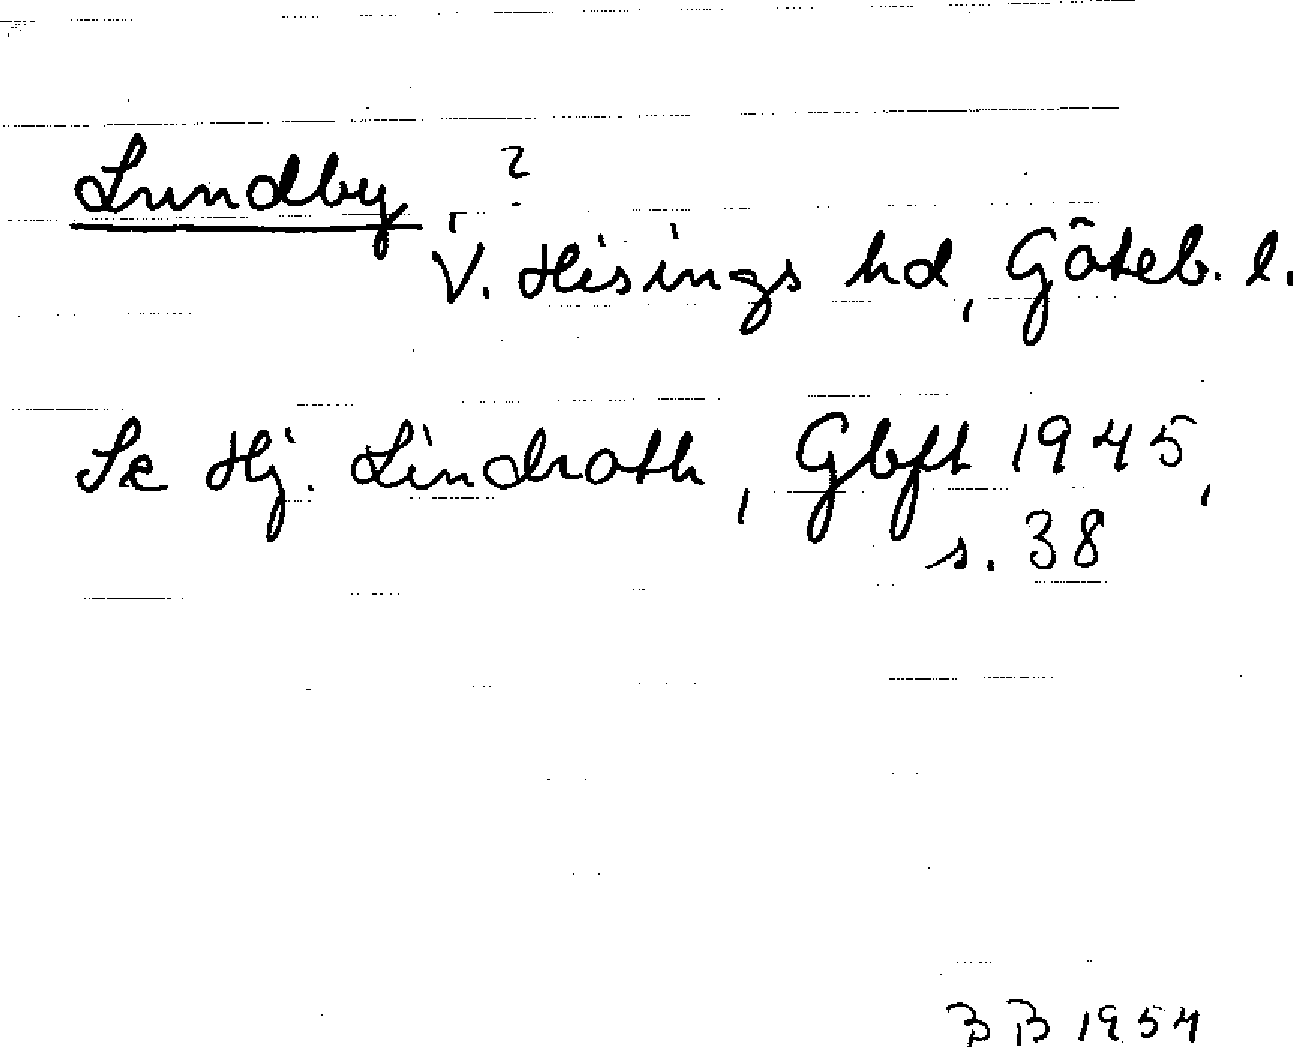 Lundby ?
V. Hisings hd, Göteb. l.
Se Hj. Lindroth, Gbft 1945,
s. 38
BB 1954